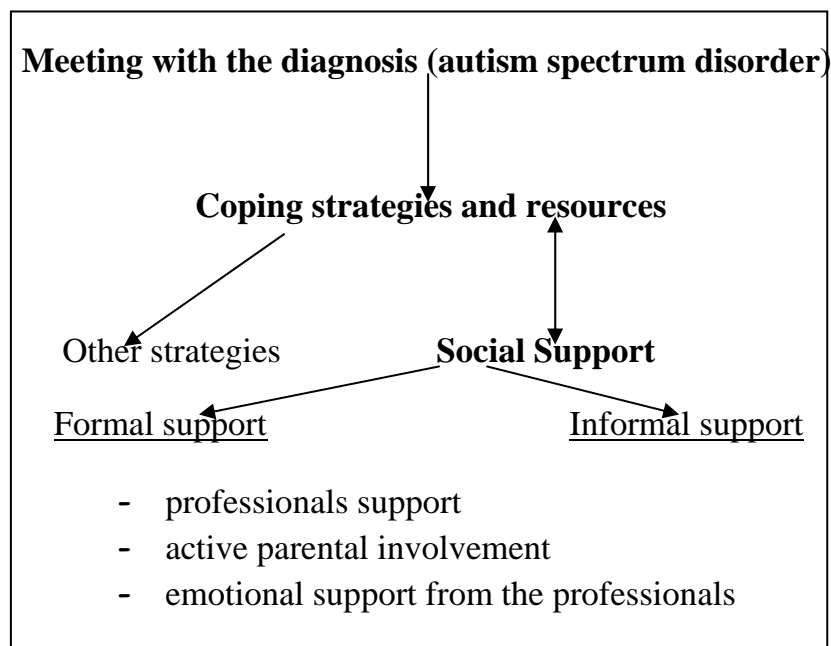 Meeting with the diagnosis (autism spectrum disorder)
Coping strategies and resources
Other strategies Social Support
Formal support Informal support
- professionals support
- active parental involvement
- emotional support from the professionals